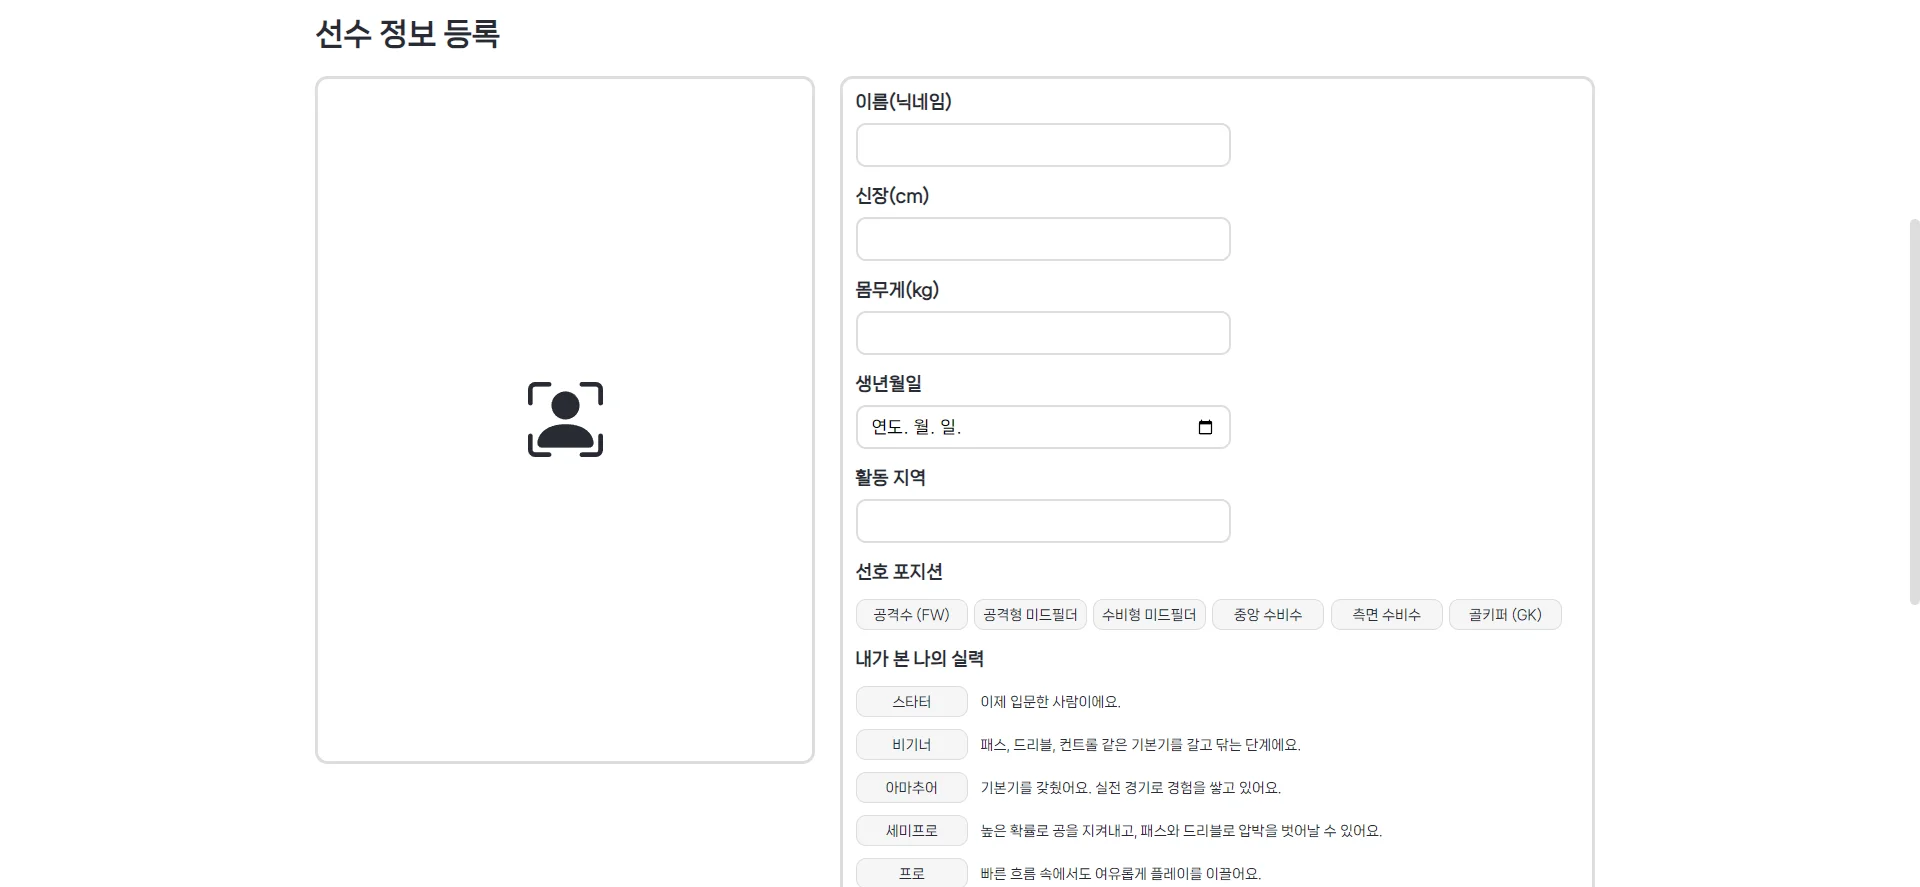 선수 정보 등록
이름(닉네임)
신장(cm)
몸무게(kg)
생년월일
연도. 월. 일.
활동 지역
선호 포지션
공격수 (FW) 공격형 미드필더 수비형 미드필더 중앙 수비수 측면 수비수 골키퍼 (GK)
내가 본 나의 실력
스타터 이제 입문한 사람이에요.
비기너 패스, 드리블, 컨트롤 같은 기본기를 갈고 닦는 단계에요.
아마추어 기본기를 갖췄어요. 실전 경기로 경험을 쌓고 있어요.
세미프로 높은 확률로 공을 지켜내고, 패스와 드리블로 압박을 벗어날 수 있어요.
프로 빠른 흐름 속에서도 여유롭게 플레이를 이끌어요.